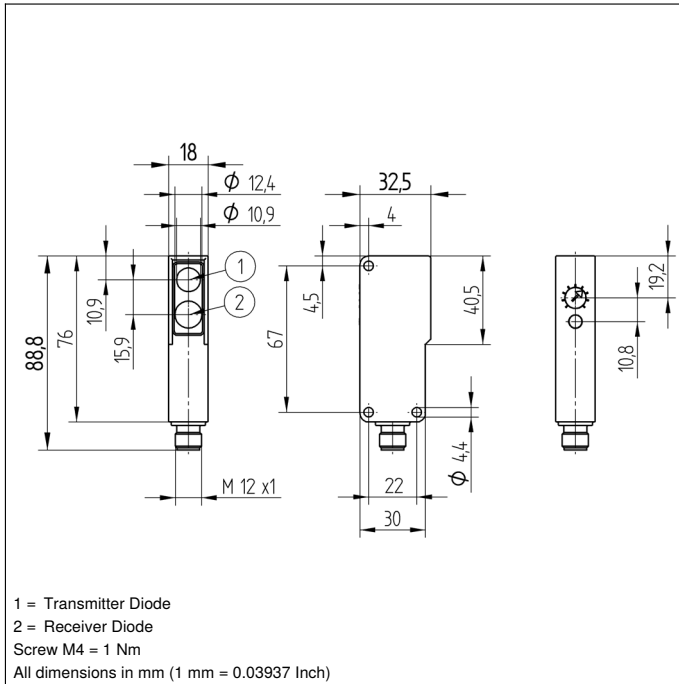 18
ϕ 12,4
ϕ 10,9
32,5
4
1
2
10,9
15,9
76
88,8
4,5
67
40,5
19,2
10,8
M 12 x1
ϕ 4,4
22
30
1 = Transmitter Diode
2 = Receiver Diode
Screw M4 = 1 Nm
All dimensions in mm (1 mm = 0.03937 Inch)